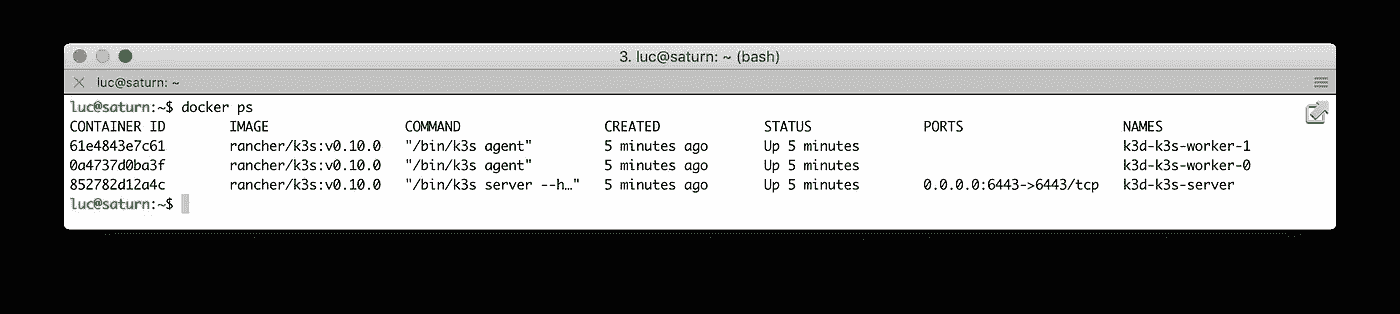 3. luc@saturn: ~ (bash)
luc@saturn: ~
luc@saturn:~$ docker ps
CONTAINER ID IMAGE COMMAND CREATED STATUS PORTS NAMES
61e4843e7c61 rancher/k3s:v0.10.0 "/bin/k3s agent" 5 minutes ago Up 5 minutes k3d-k3s-worker-1
0a4737d0ba3f rancher/k3s:v0.10.0 "/bin/k3s agent" 5 minutes ago Up 5 minutes k3d-k3s-worker-0
852782d12a4c rancher/k3s:v0.10.0 "/bin/k3s server --h…" 5 minutes ago Up 5 minutes 0.0.0.0:6443->6443/tcp k3d-k3s-server
luc@saturn:~$